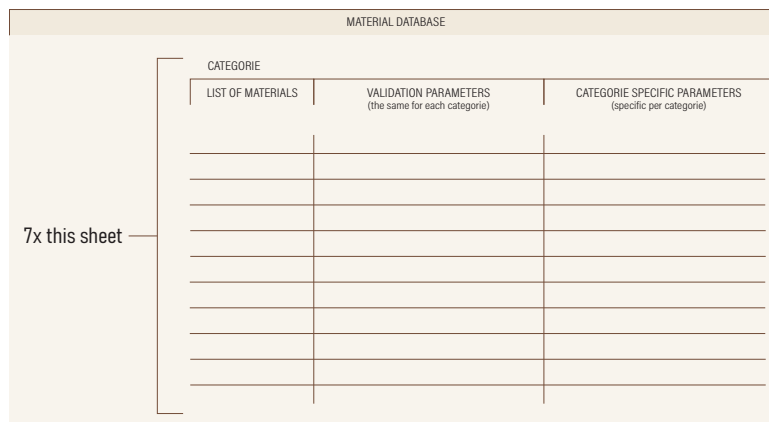 MATERIAL DATABASE
CATEGORIE
LIST OF MATERIALS
VALIDATION PARAMETERS
(the same for each categorie)
CATEGORIE SPECIFIC PARAMETERS
(specific per categorie)
7x this sheet